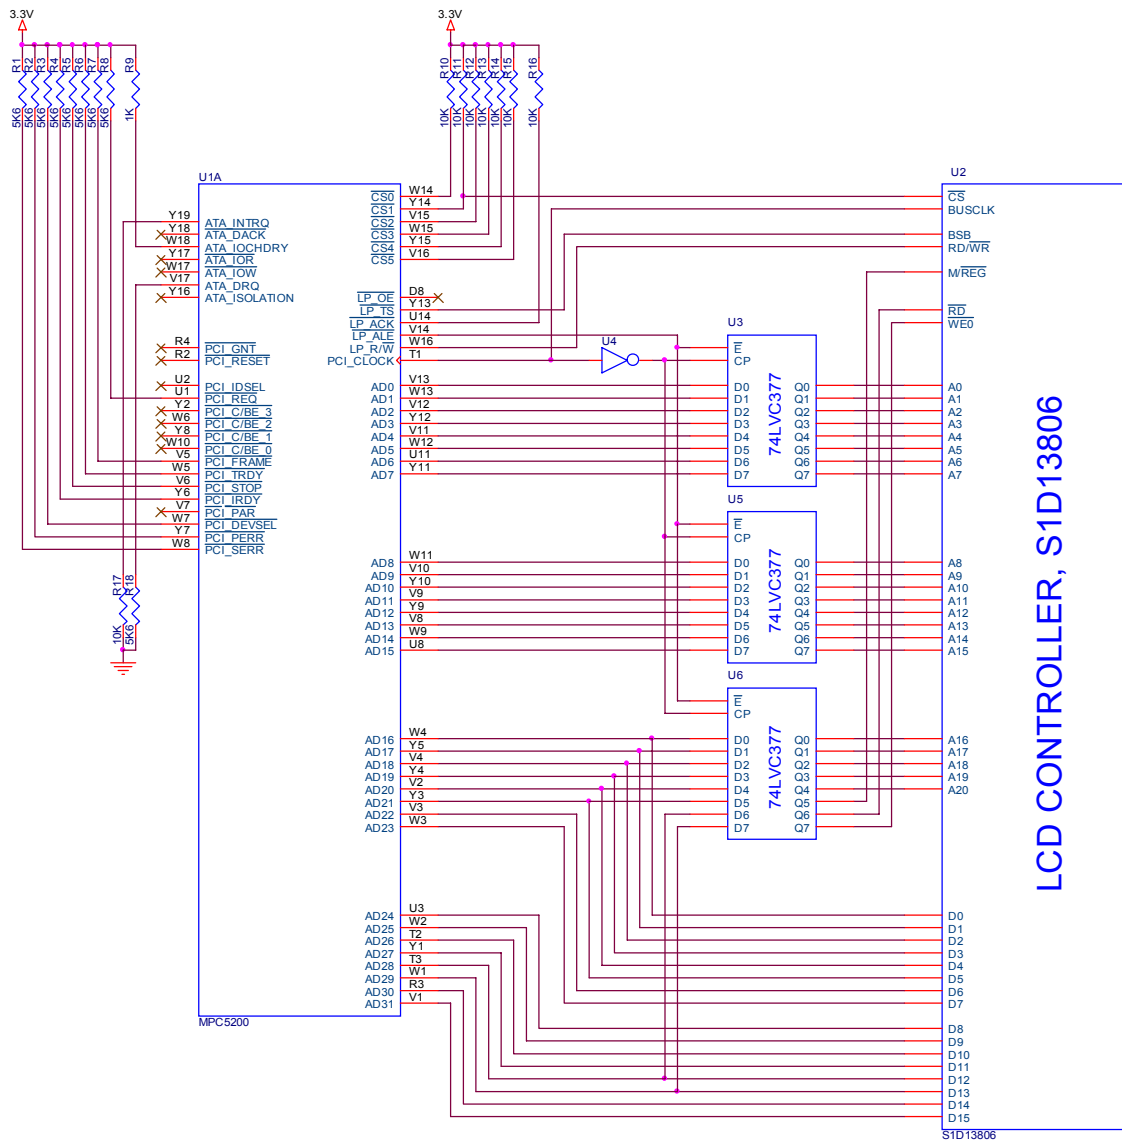 3.3V
3.3V
R1
R2
R3
R4
R5
R6
R7
R8
R9
5K6
5K6
5K6
5K6
5K6
5K6
5K6
5K6
1K
R10
R11
R12
R13
R14
R15
R16
10K
10K
10K
10K
10K
10K
10K
U1A
Y19 ATA_INTRQ
Y18 ATA_DACK
W18 ATA_IOCHDRY
Y17 ATA_IOR
W17 ATA_IOW
V17 ATA_DRQ
Y16 ATA_ISOLATION
R4 PCI_GNT
R2 PCI_RESET
U2 PCI_IDSEL
U1 PCI_REQ
Y2 PCI_C/BE_3
W6 PCI_C/BE_2
Y8 PCI_C/BE_1
W10 PCI_C/BE_0
V5 PCI_FRAME
W5 PCI_TRDY
V6 PCI_STOP
Y6 PCI_IRDY
V7 PCI_PAR
W7 PCI_DEVSEL
Y7 PCI_PERR
W8 PCI_SERR
R17
R18
10K
5K6
CS0 W14
CS1 Y14
CS2 V15
CS3 W15
CS4 Y15
CS5 V16
LP_OE D8
LP_TS Y13
LP_ACK U14
LP_ALE V14
LP_R/W W16
PCI_CLOCK T1
AD0 V13
AD1 W13
AD2 V12
AD3 Y12
AD4 V11
AD5 W12
AD6 U11
AD7 Y11
AD8 W11
AD9 V10
AD10 Y10
AD11 V9
AD12 Y9
AD13 V8
AD14 W9
AD15 U8
AD16 W4
AD17 Y5
AD18 V4
AD19 Y4
AD20 V2
AD21 Y3
AD22 V3
AD23 W3
AD24 U3
AD25 W2
AD26 T2
AD27 Y1
AD28 T3
AD29 W1
AD30 R3
AD31 V1
MPC5200
U4
U3
E
CP
D0 Q0
D1 Q1
D2 Q2
D3 Q3
D4 Q4
D5 Q5
D6 Q6
D7 Q7
74LVC377
U5
E
CP
D0 Q0
D1 Q1
D2 Q2
D3 Q3
D4 Q4
D5 Q5
D6 Q6
D7 Q7
74LVC377
U6
E
CP
D0 Q0
D1 Q1
D2 Q2
D3 Q3
D4 Q4
D5 Q5
D6 Q6
D7 Q7
74LVC377
U2
CS
BUSCLK
BSB
RD/WR
M/REG
RD
WE0
A0
A1
A2
A3
A4
A5
A6
A7
A8
A9
A10
A11
A12
A13
A14
A15
A16
A17
A18
A19
A20
D0
D1
D2
D3
D4
D5
D6
D7
D8
D9
D10
D11
D12
D13
D14
D15
LCD CONTROLLER, S1D13806
S1D13806